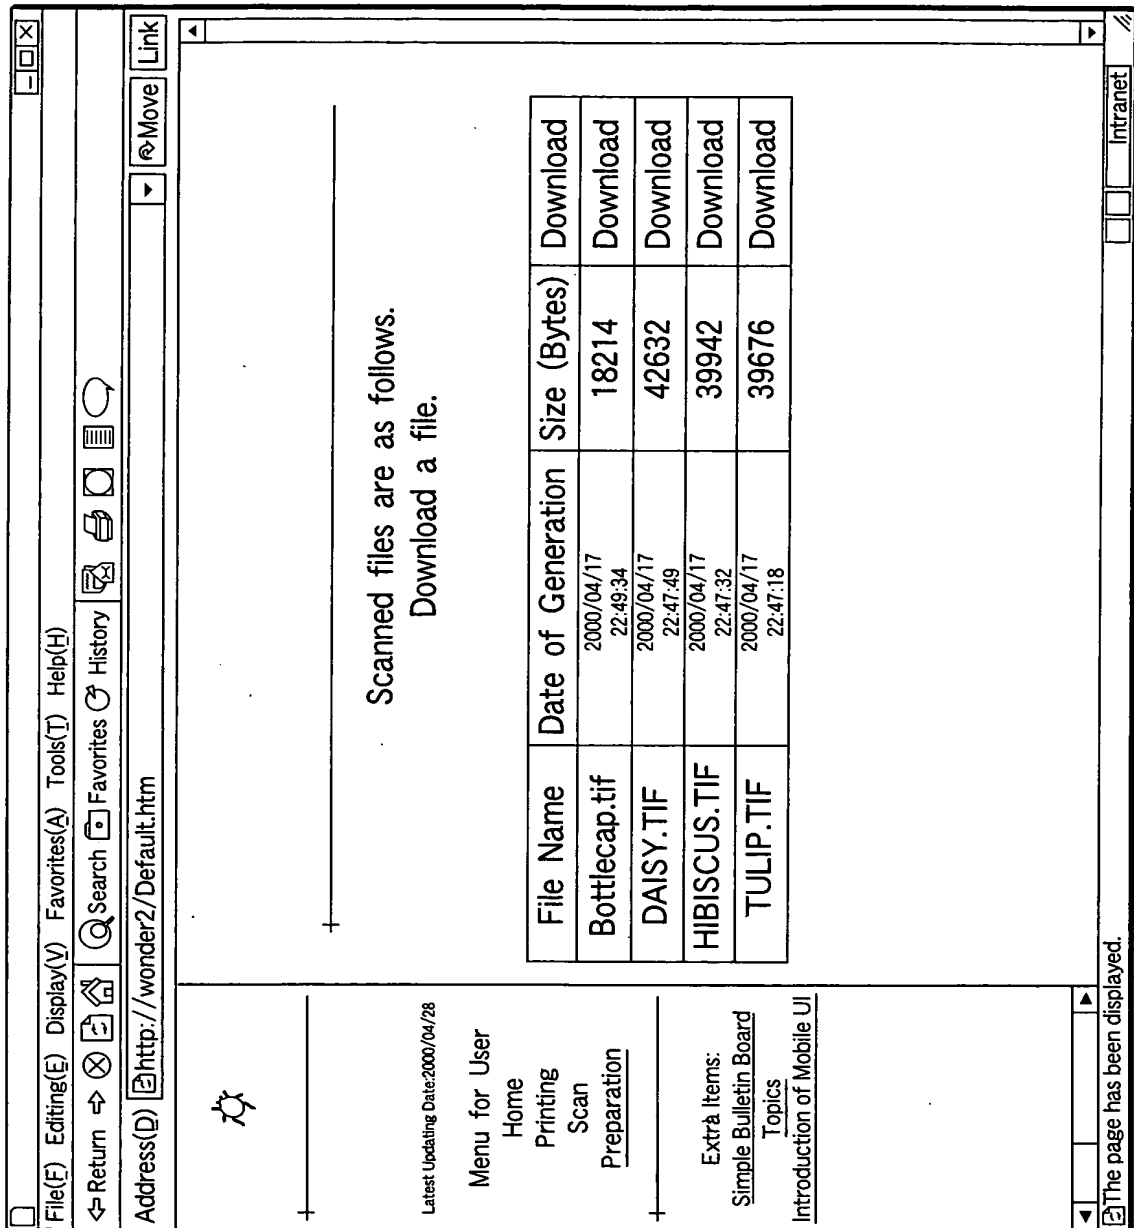 File(F) Editing(E) Display(V) Favorites(A) Tools(T) Help(H)
Return Search Favorites History
Address(D) http://wonder2/Default.htm Move Link
Latest Updating Date:2000/04/28
Menu for User
Home
Printing
Scan
Preparation
Extra Items:
Simple Bulletin Board
Topics
Introduction of Mobile UI
Scanned files are as follows.
Download a file.
File Name Date of Generation Size (Bytes) Download
Bottlecap.tif 2000/04/17 22:49:34 18214 Download
DAISY.TIF 2000/04/17 22:47:49 42632 Download
HIBISCUS.TIF 2000/04/17 22:47:32 39942 Download
TULIP.TIF 2000/04/17 22:47:18 39676 Download
The page has been displayed. Intranet